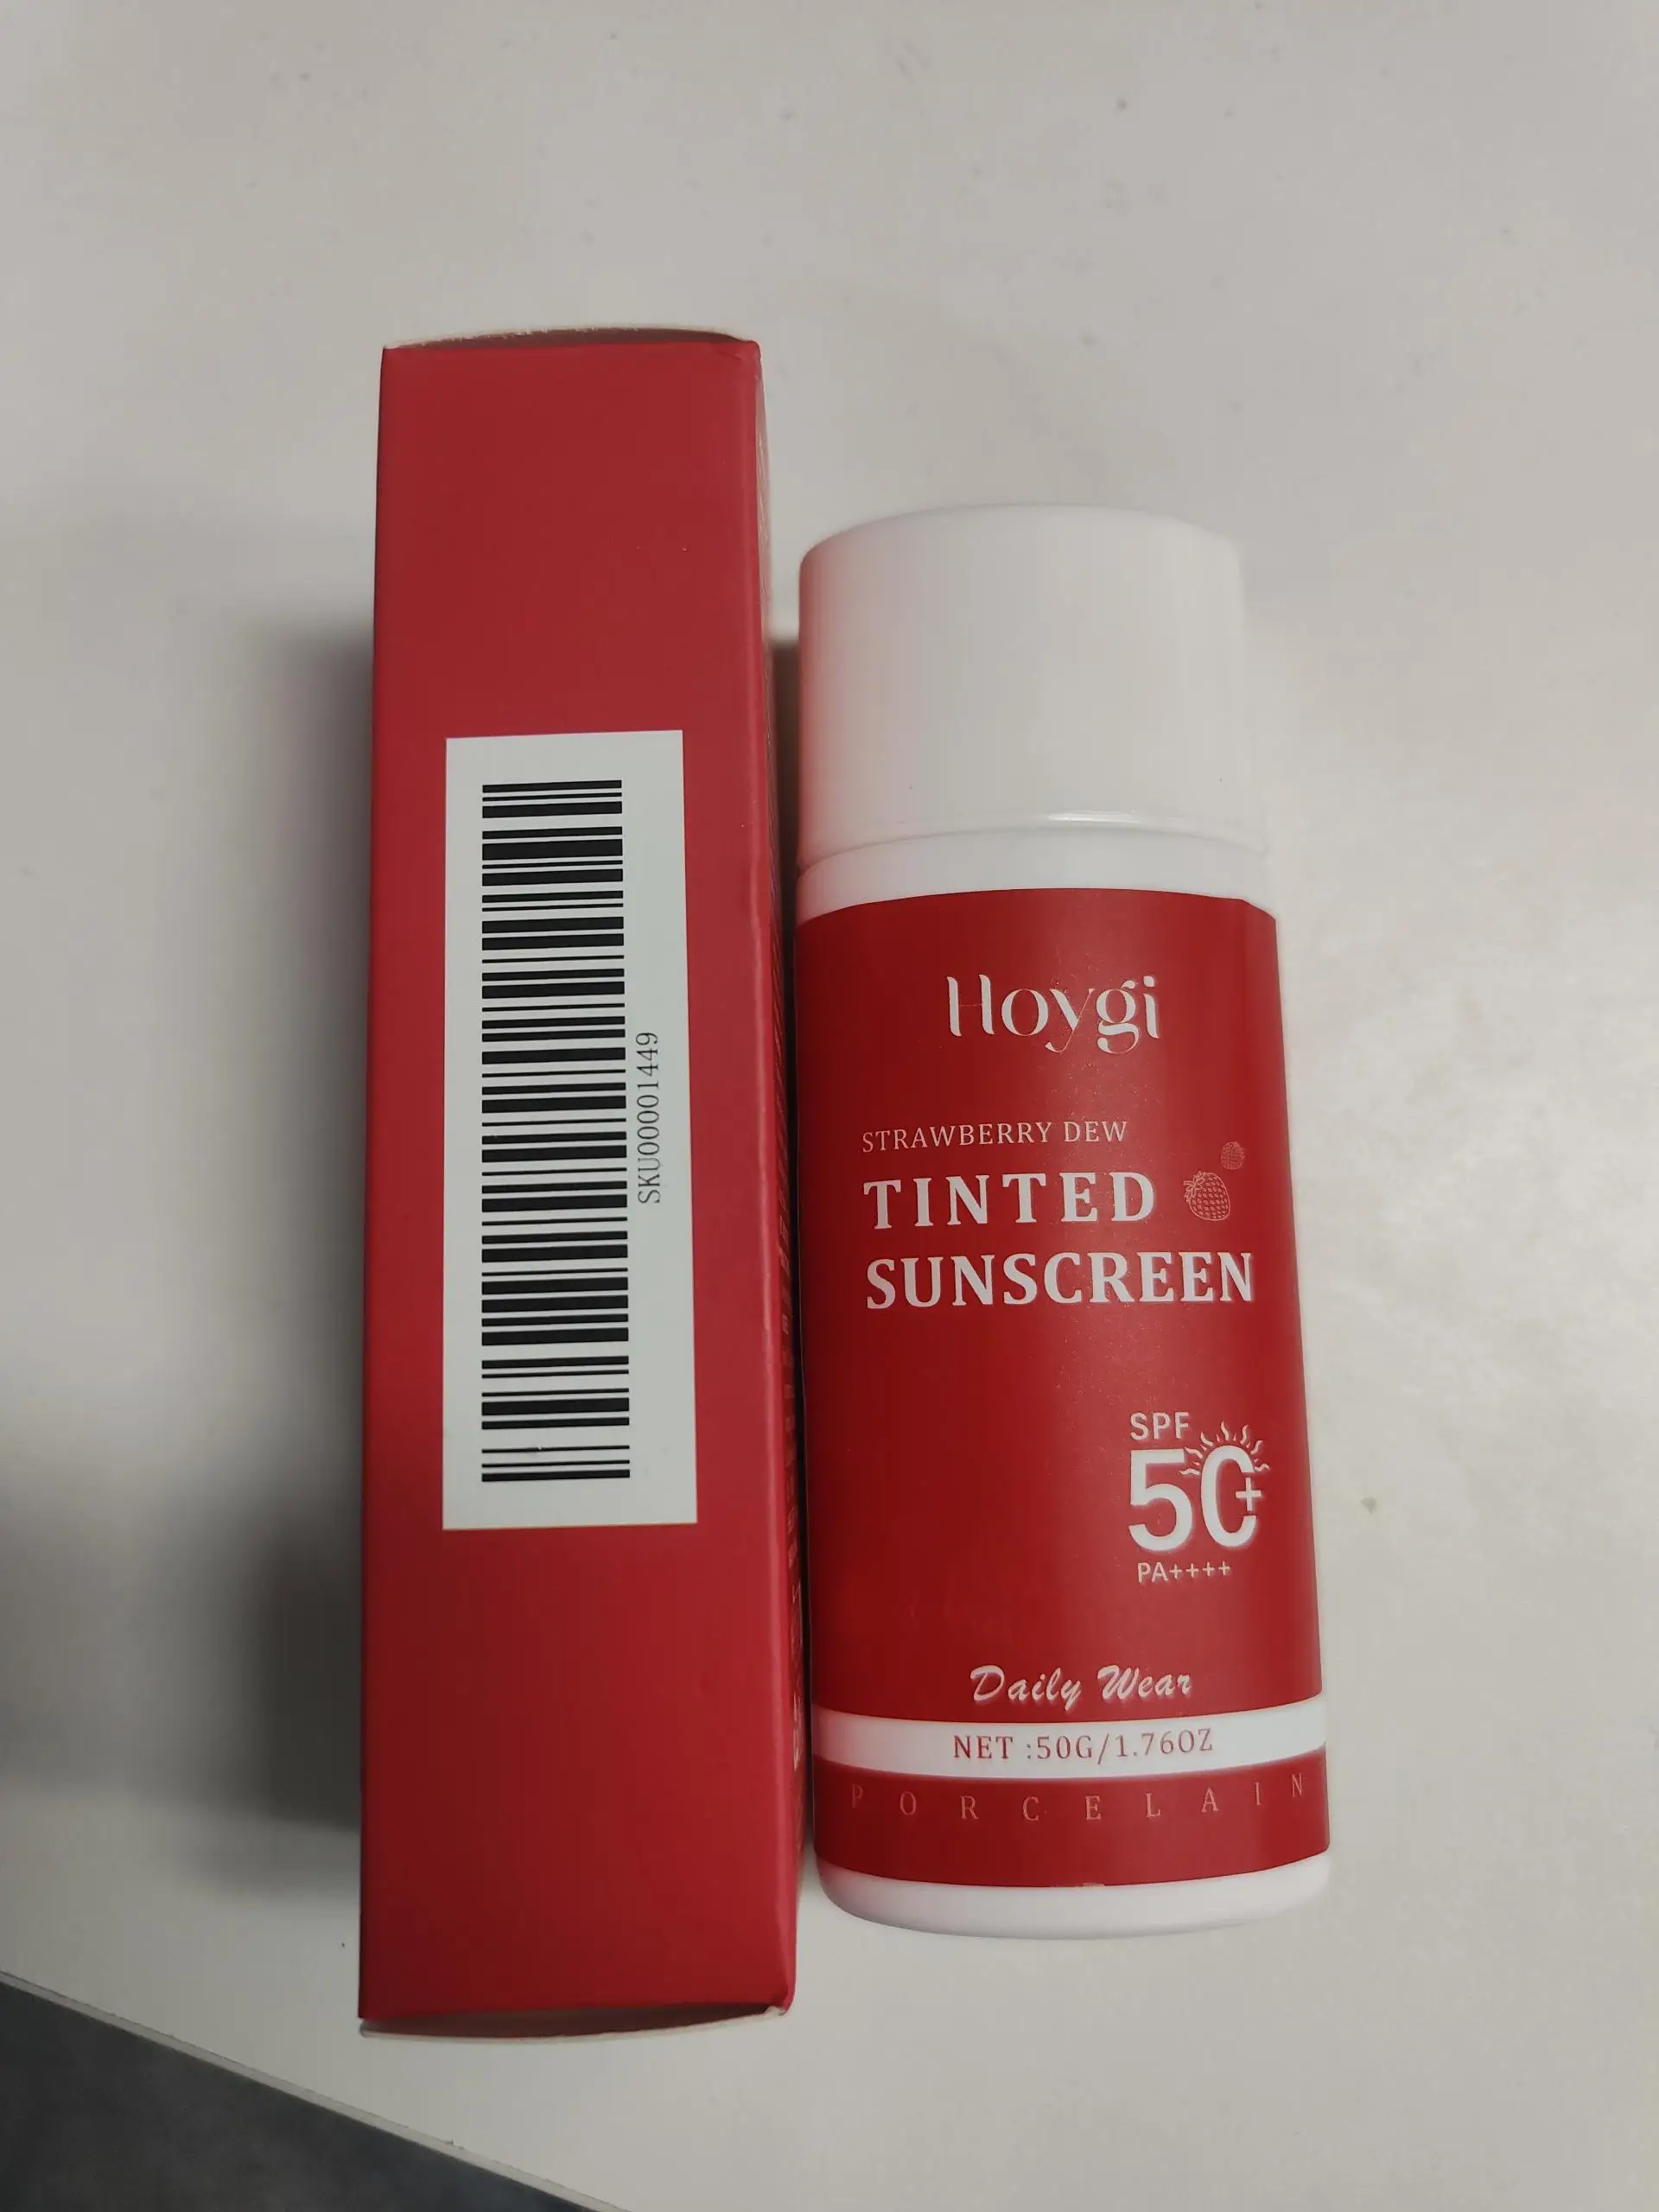 SKU00001449
Hoygi
STRAWBERRY DEW
TINTED
SUNSCREEN
SPF
50+
PA++++
Daily Wear
NET :50G/1.76OZ
PORCELAIN